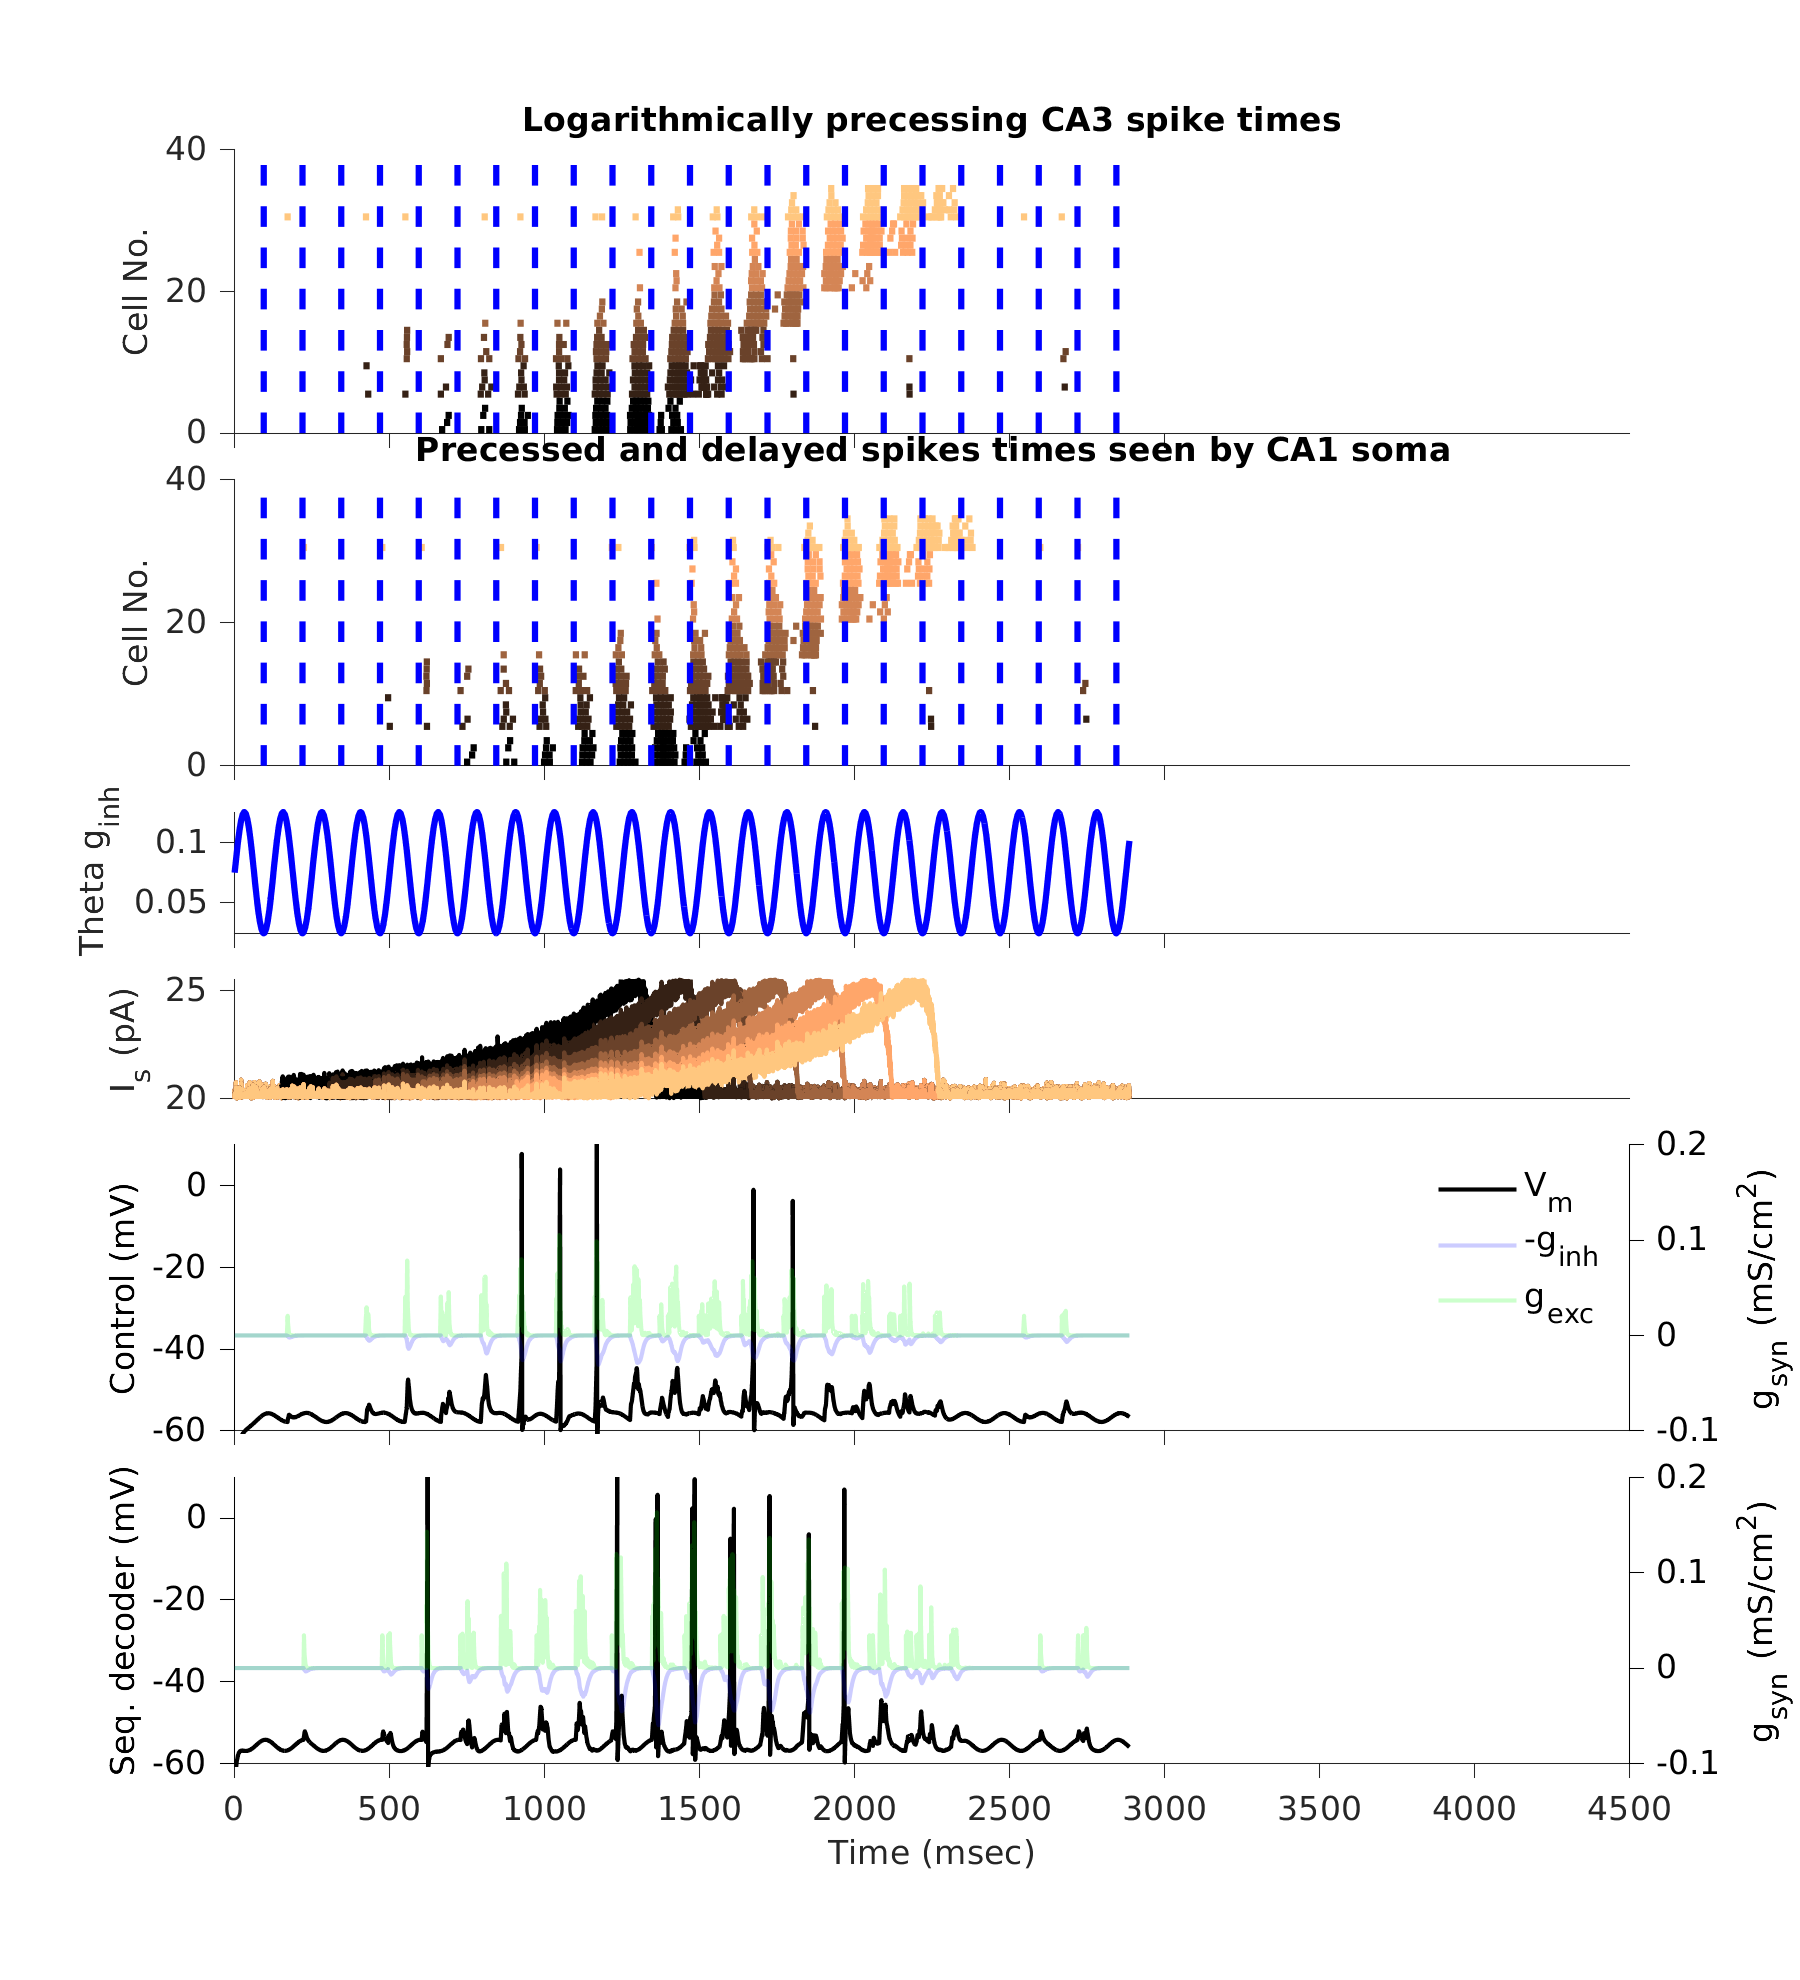 Logarithmically precessing CA3 spike times
40
20
0
Cell No.
Precessed and delayed spikes times seen by CA1 soma
40
20
0
Cell No.
0.1
0.05
Theta g_inh
25
20
I_s (pA)
0
-20
-40
-60
Control (mV)
V_m
-g_inh
g_exc
0.2
0.1
0
-0.1
g_syn (mS/cm^2)
0
-20
-40
-60
Seq. decoder (mV)
0.2
0.1
0
-0.1
g_syn (mS/cm^2)
0 500 1000 1500 2000 2500 3000 3500 4000 4500
Time (msec)